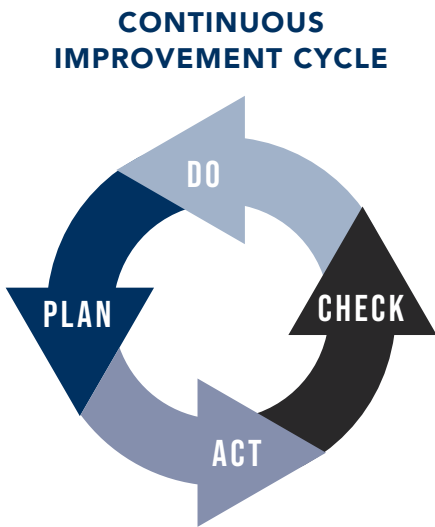 CONTINUOUS
IMPROVEMENT CYCLE
DO
PLAN
CHECK
ACT